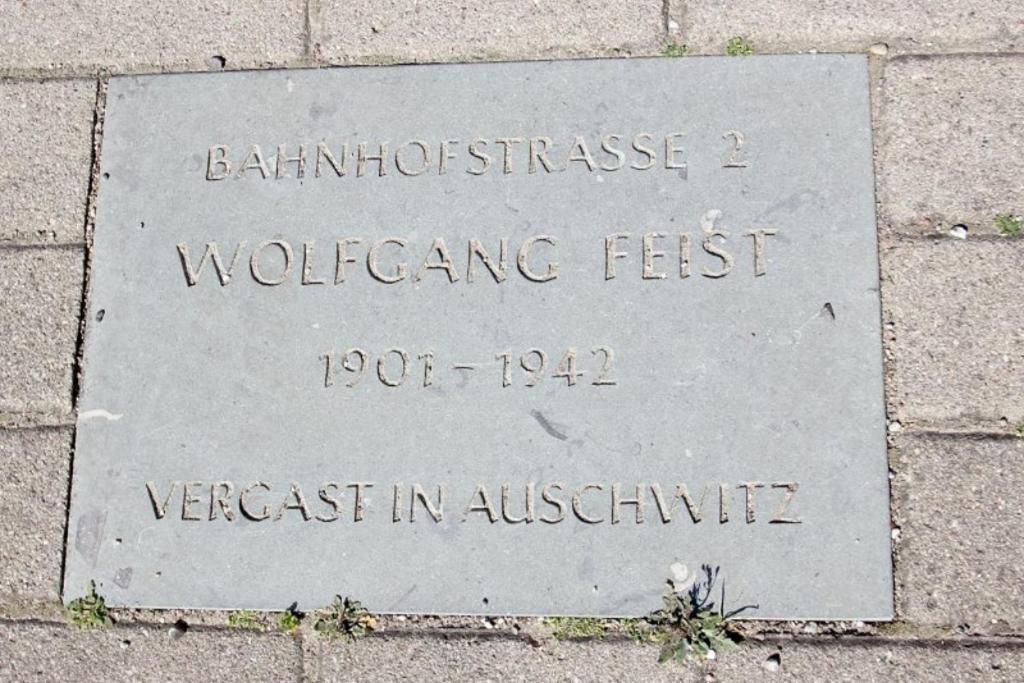 BAHNHOFSTRASSE 2
WOLFGANG FEIST
1901 – 1942
VERGAST IN AUSCHWITZ